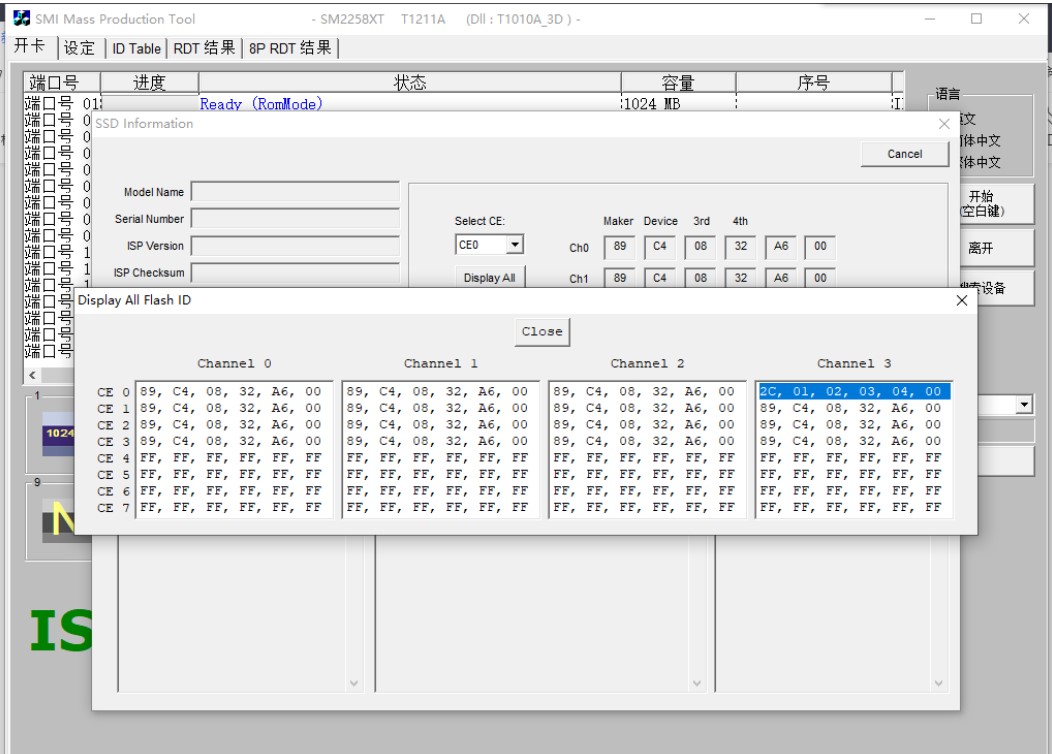 SMI Mass Production Tool - SM2258XT T1211A (Dll : T1010A_3D ) -
开卡 设定 ID Table RDT 结果 8P RDT 结果
端口号 进度 状态 容量 序号
端口号 01 Ready (RomMode) 1024 MB
语言
端口号 0
端口号 0
端口号 0
端口号 0
端口号 0
端口号 0
端口号 0
端口号 0
端口号 1
端口号 1
端口号 1
端口号
端口号
端口号
端口号
体中文
体中文
开始
(空白键)
离开
设备
SSD Information
Cancel
Model Name
Serial Number
ISP Version
ISP Checksum
Select CE: Maker Device 3rd 4th
CE0 Ch0 89 C4 08 32 A6 00
Display All Ch1 89 C4 08 32 A6 00
Display All Flash ID
Close
Channel 0 Channel 1 Channel 2 Channel 3
CE 0 89, C4, 08, 32, A6, 00 89, C4, 08, 32, A6, 00 89, C4, 08, 32, A6, 00 2C, 01, 02, 03, 04, 00
CE 1 89, C4, 08, 32, A6, 00 89, C4, 08, 32, A6, 00 89, C4, 08, 32, A6, 00 89, C4, 08, 32, A6, 00
CE 2 89, C4, 08, 32, A6, 00 89, C4, 08, 32, A6, 00 89, C4, 08, 32, A6, 00 89, C4, 08, 32, A6, 00
CE 3 89, C4, 08, 32, A6, 00 89, C4, 08, 32, A6, 00 89, C4, 08, 32, A6, 00 89, C4, 08, 32, A6, 00
CE 4 FF, FF, FF, FF, FF, FF FF, FF, FF, FF, FF, FF FF, FF, FF, FF, FF, FF FF, FF, FF, FF, FF, FF
CE 5 FF, FF, FF, FF, FF, FF FF, FF, FF, FF, FF, FF FF, FF, FF, FF, FF, FF FF, FF, FF, FF, FF, FF
CE 6 FF, FF, FF, FF, FF, FF FF, FF, FF, FF, FF, FF FF, FF, FF, FF, FF, FF FF, FF, FF, FF, FF, FF
CE 7 FF, FF, FF, FF, FF, FF FF, FF, FF, FF, FF, FF FF, FF, FF, FF, FF, FF FF, FF, FF, FF, FF, FF
1
1024
9
N
IS